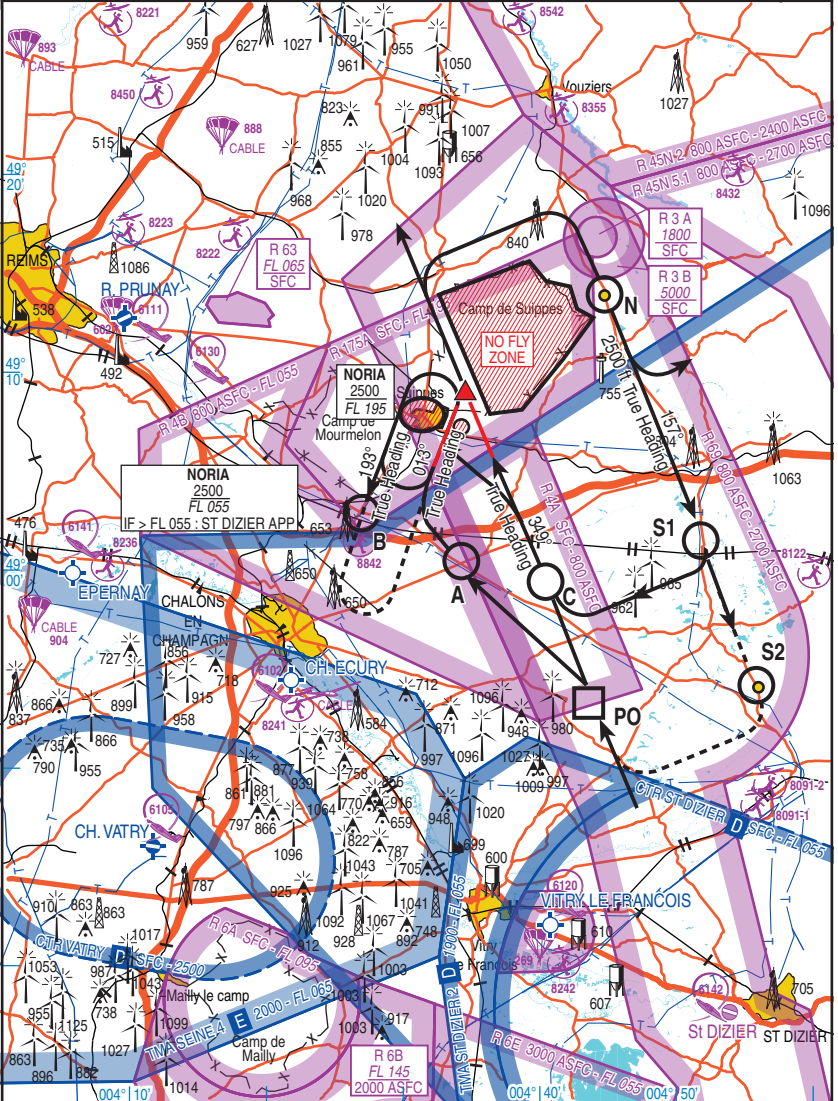 8221
8542
893
CABLE
959
627
1027
1079
961
955
1050
8450
Vouziers
8355
1027
888
CABLE
823
991
1007
656
R 45N 2 800 ASFC - 2400 ASFC
R 45N 5.1 800 ASFC - 2700 ASFC
515
855
1004
1093
8432
49°
20'
968
1020
978
1096
8223
8222
R 63
FL 065
SFC
840
R 3 A
1800
SFC
REIMS
1086
R 3 B
5000
SFC
R. PRUNAY
6111
538
Camp de Suippes
N
R 175A SFC - FL 195
NO FLY
ZONE
6130
492
49°
10'
NORIA
2500
FL 195
Suippes
Camp de
Mourmelon
755
2500 ft True Heading
157°
R 4B 800 ASFC - FL 055
193°
True Heading
013°
True Heading
R 69 800 ASFC - 2700 ASFC
1063
NORIA
2500
FL 055
IF > FL 055 : ST DIZIER APP
True Heading
349°
R 4A SFC - 800 ASFC
476
6141
8236
653
B
8842
S1
8122
49°
00'
EPERNAY
650
650
A
C
965
962
CABLE
904
CHALONS
EN
CHAMPAGN
727
856
718
6102
CH. ECURY
S2
837
866
899
915
958
8241
CABLE
712
584
871
1096
948
980
PO
735
790
866
955
738
877
939
758
997
1096
1027
1009
997
CTR ST DIZIER D SFC - FL 055
8091-2
8091-1
861
881
1064
770
856
916
659
948
1020
6105
CH. VATRY
797
866
1096
822
787
1043
705
699
600
787
925
6120
VITRY LE FRANCOIS
910
863
863
1092
1067
1041
748
892
928
912
610
Vitry
le Francois
269
8242
CTR VATRY D SFC - 2500
1017
987
1043
1053
R 6A SFC - FL 095
1003
TMA ST DIZIER 2 D 1900 - FL 055
607
6142
705
St DIZIER
ST DIZIER
955
1125
738
Mailly le camp
1099
TMA SEINE 4 E 2000 - FL 065
1003
1003
917
863
896
882
1027
Camp de
Mailly
R 6B
FL 145
2000 ASFC
R 6E 3000 ASFC - FL 055
1014
004° 10'
004° 40'
004° 50'